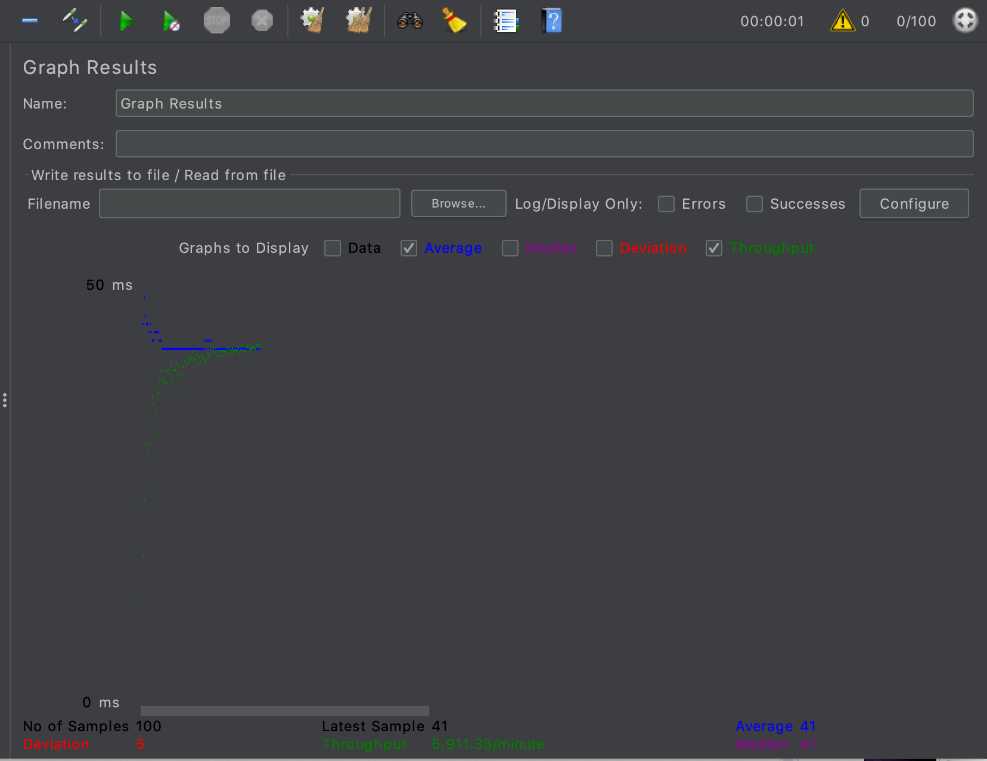 STOP
00:00:01 0 0/100
Graph Results
Name: Graph Results
Comments:
Write results to file / Read from file
Filename Browse... Log/Display Only: Errors Successes Configure
Graphs to Display Data Average Median Deviation Throughput
50 ms
0 ms
No of Samples 100 Latest Sample 41 Average 41
Deviation 5 Throughput 5,911.33/minute Median 41